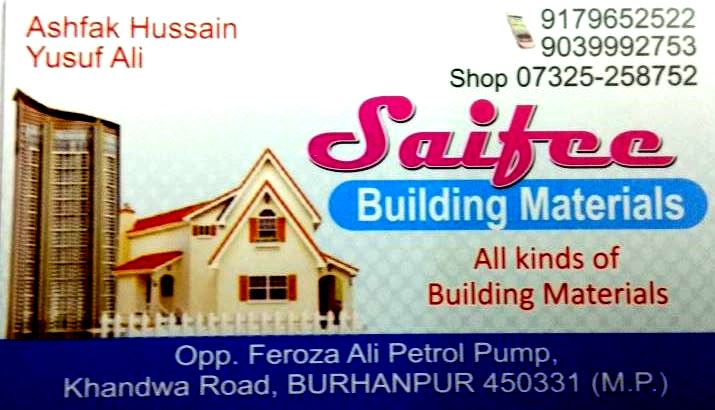 Ashfak Hussain
Yusuf Ali
9179652522
9039992753
Shop 07325-258752
Saifee
Building Materials
All kinds of
Building Materials
Opp. Feroza Ali Petrol Pump,
Khandwa Road, BURHANPUR 450331 (M.P.)